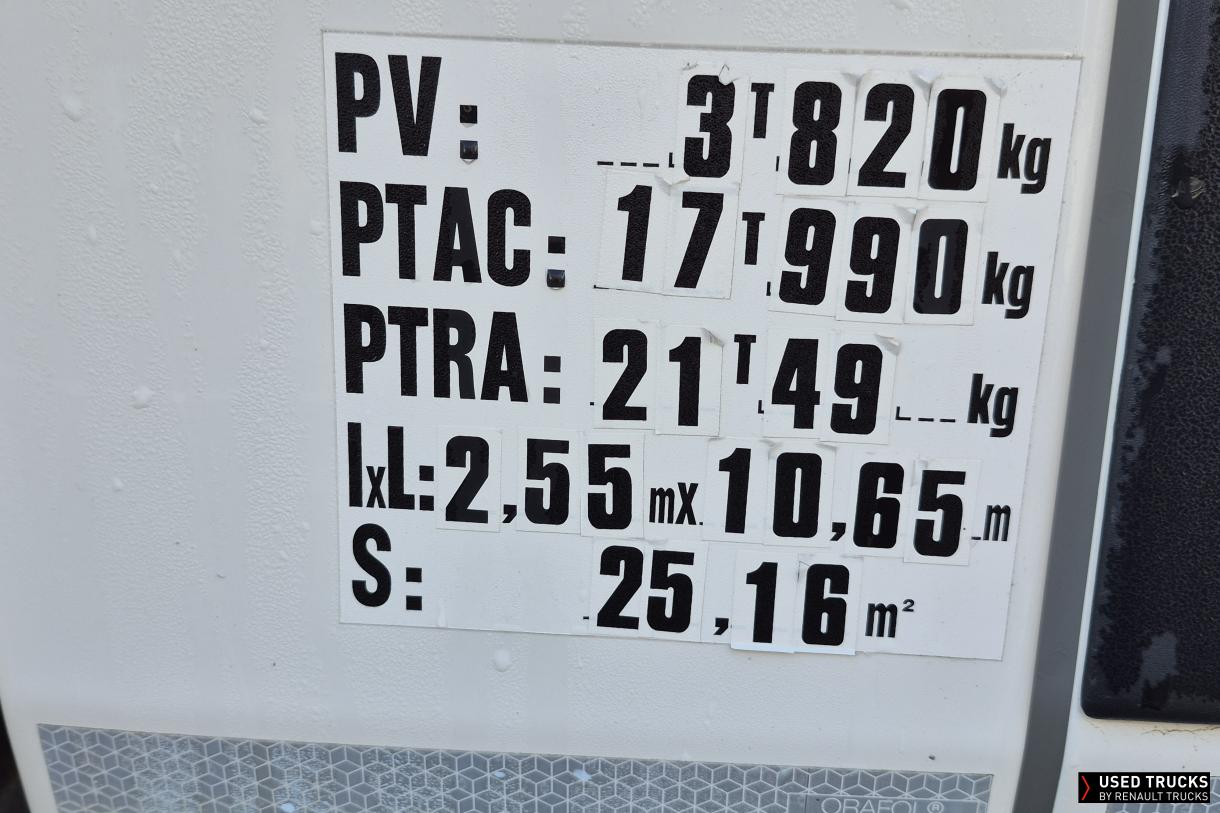 PV: 3T820 kg
PTAC: 17T990 kg
PTRA: 21T49 kg
lxL: 2,55 mX 10,65 m
S: 25,16 m²
ORAFOL®
USED TRUCKS
BY RENAULT TRUCKS